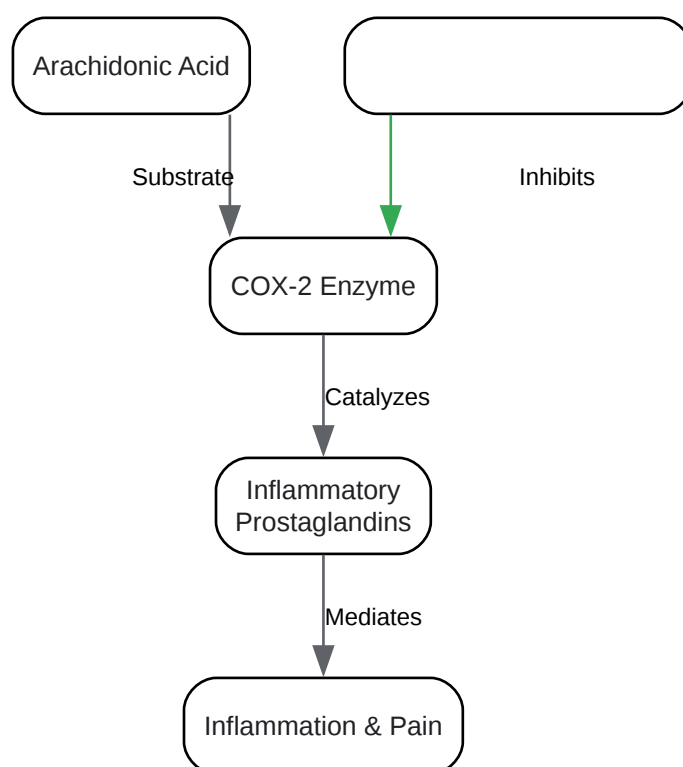 Arachidonic Acid
Substrate
Inhibits
COX-2 Enzyme
Catalyzes
Inflammatory
Prostaglandins
Mediates
Inflammation & Pain